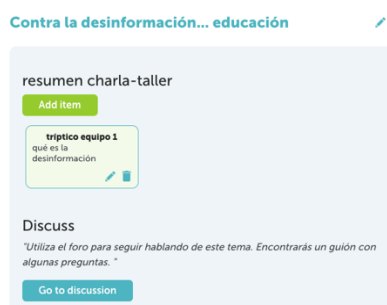 Contra la desinformación... educación
resumen charla-taller
Add item
tríptico equipo 1
qué es la
desinformación
Discuss
"Utiliza el foro para seguir hablando de este tema. Encontrarás un guión con
algunas preguntas. "
Go to discussion